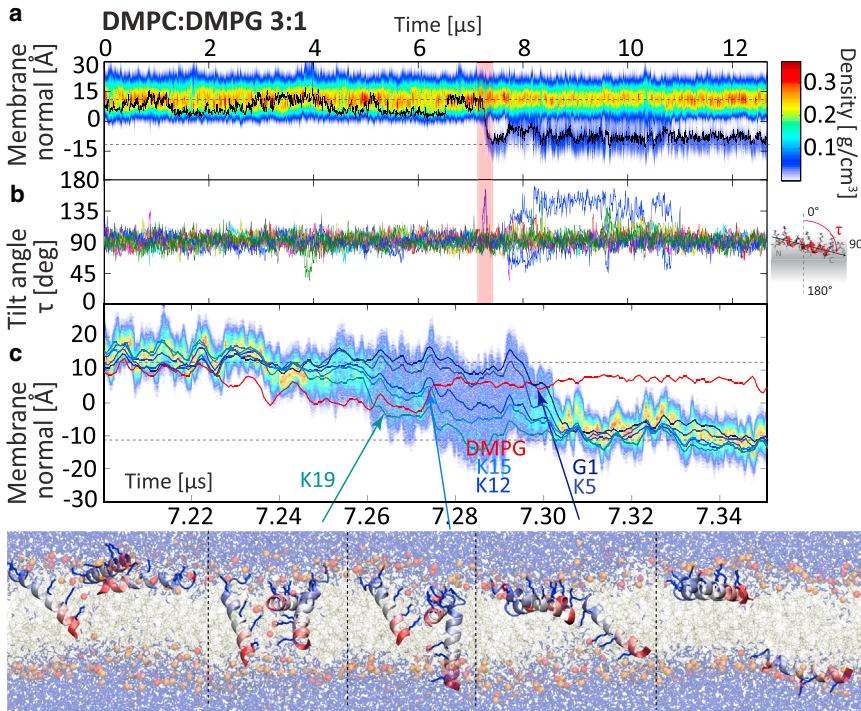 a
DMPC:DMPG 3:1
Time [µs]
0 2 4 6 8 10 12
Membrane
normal [Å]
30
15
0
-15
Density [g/cm³]
0.3
0.2
0.1
b
Tilt angle
τ [deg]
180
135
90
45
0
0°
τ
90
N
180°
c
Membrane
normal [Å]
20
10
0
-10
-20
-30
DMPG
K19
K15
G1
K12
K5
Time [µs]
7.22 7.24 7.26 7.28 7.30 7.32 7.34